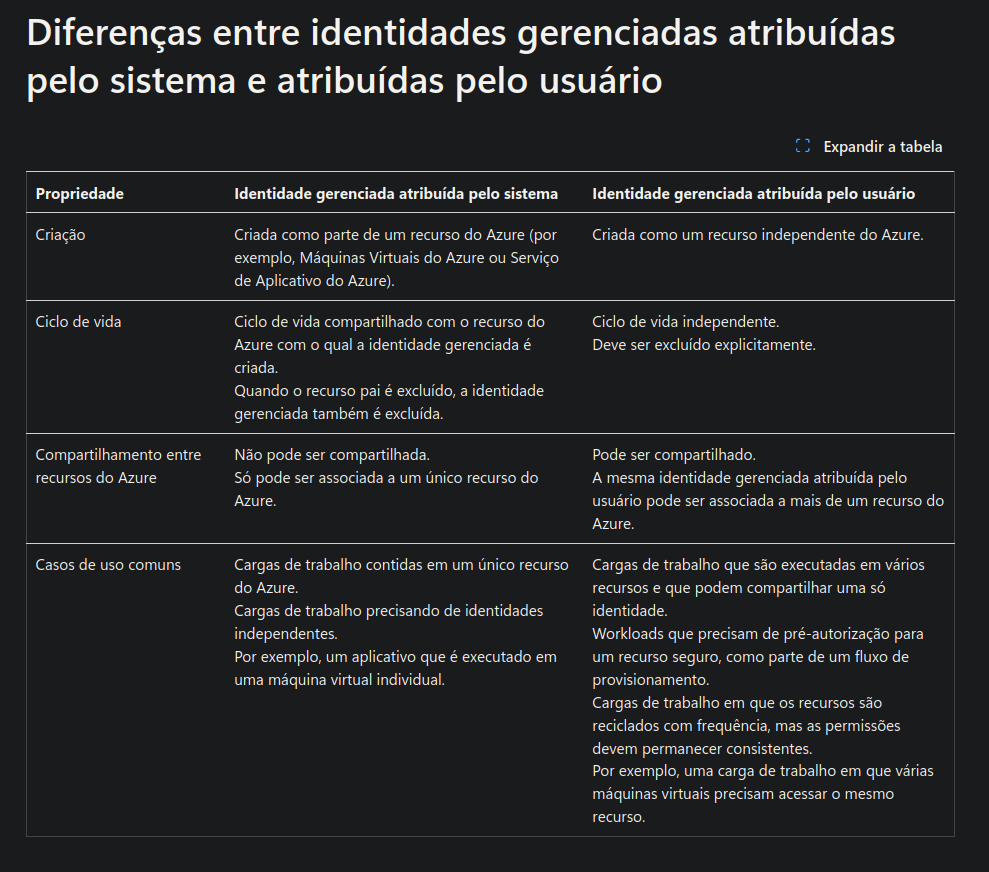 Diferenças entre identidades gerenciadas atribuídas
pelo sistema e atribuídas pelo usuário
Expandir a tabela
Propriedade
Identidade gerenciada atribuída pelo sistema
Identidade gerenciada atribuída pelo usuário
Criação
Criada como parte de um recurso do Azure (por
exemplo, Máquinas Virtuais do Azure ou Serviço
de Aplicativo do Azure).
Criada como um recurso independente do Azure.
Ciclo de vida
Ciclo de vida compartilhado com o recurso do
Azure com o qual a identidade gerenciada é
criada.
Quando o recurso pai é excluído, a identidade
gerenciada também é excluída.
Ciclo de vida independente.
Deve ser excluído explicitamente.
Compartilhamento entre
recursos do Azure
Não pode ser compartilhada.
Só pode ser associada a um único recurso do
Azure.
Pode ser compartilhado.
A mesma identidade gerenciada atribuída pelo
usuário pode ser associada a mais de um recurso do
Azure.
Casos de uso comuns
Cargas de trabalho contidas em um único recurso
do Azure.
Cargas de trabalho precisando de identidades
independentes.
Por exemplo, um aplicativo que é executado em
uma máquina virtual individual.
Cargas de trabalho que são executadas em vários
recursos e que podem compartilhar uma só
identidade.
Workloads que precisam de pré-autorização para
um recurso seguro, como parte de um fluxo de
provisionamento.
Cargas de trabalho em que os recursos são
reciclados com frequência, mas as permissões
devem permanecer consistentes.
Por exemplo, uma carga de trabalho em que várias
máquinas virtuais precisam acessar o mesmo
recurso.